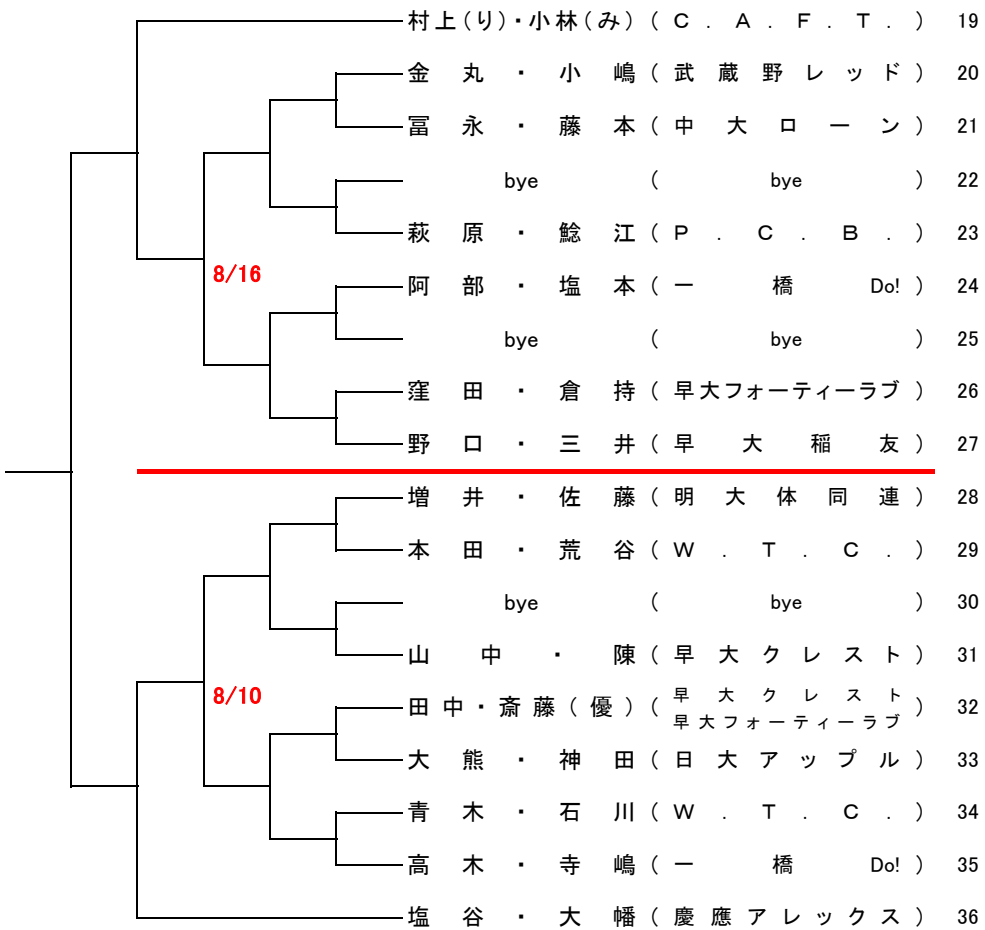 村上(り)・小林(み) ( C . A . F . T . ) 19
金丸・小嶋 ( 武蔵野レッド ) 20
冨永・藤本 ( 中大ローン ) 21
bye ( bye ) 22
萩原・鯰江 ( P . C . B . ) 23
8/16
阿部・塩本 ( 一橋 Do! ) 24
bye ( bye ) 25
窪田・倉持 ( 早大フォーティーラブ ) 26
野口・三井 ( 早大稲友 ) 27
増井・佐藤 ( 明大体同連 ) 28
本田・荒谷 ( W . T . C . ) 29
bye ( bye ) 30
山中・陳 ( 早大クレスト ) 31
8/10
田中・斎藤(優) ( 早大クレスト
早大フォーティーラブ ) 32
大熊・神田 ( 日大アップル ) 33
青木・石川 ( W . T . C . ) 34
高木・寺嶋 ( 一橋 Do! ) 35
塩谷・大幡 ( 慶應アレックス ) 36